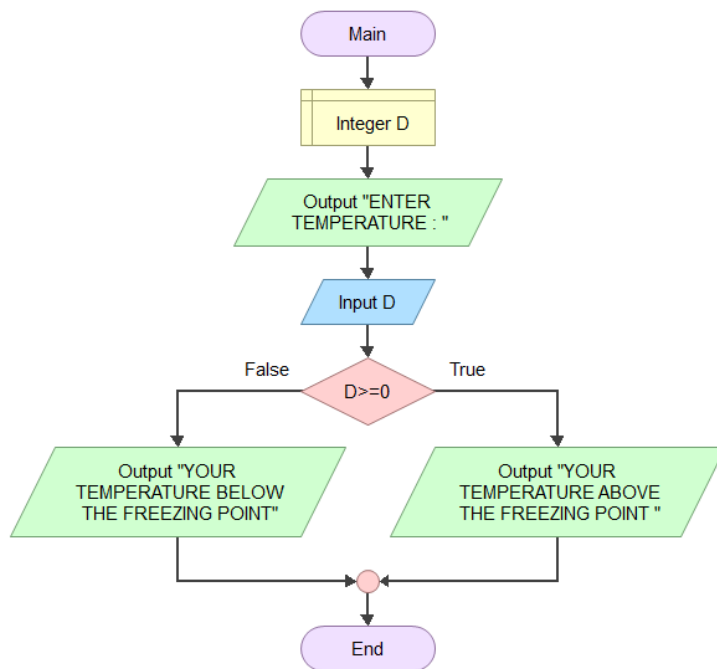 Main
Integer D
Output "ENTER
TEMPERATURE : "
Input D
False
True
D>=0
Output "YOUR
TEMPERATURE BELOW
THE FREEZING POINT"
Output "YOUR
TEMPERATURE ABOVE
THE FREEZING POINT "
End